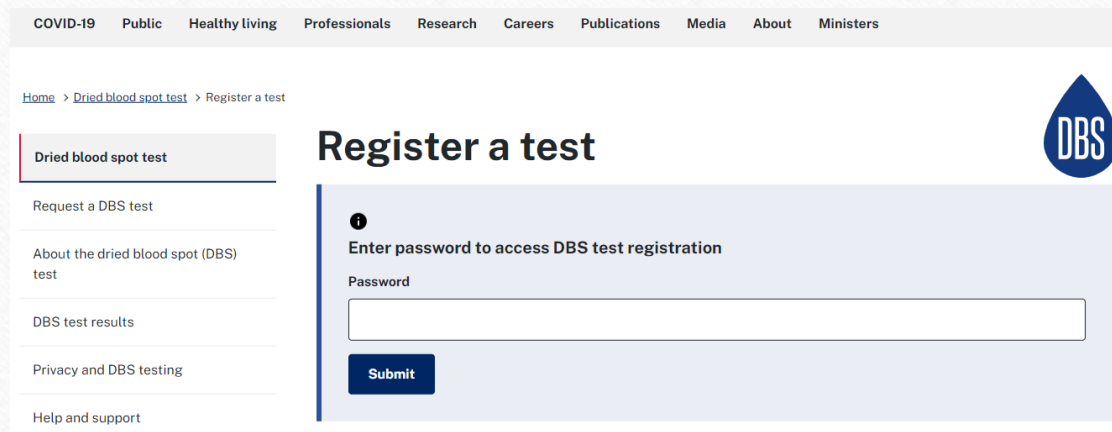 COVID-19 Public Healthy living Professionals Research Careers Publications Media About Ministers
Home > Dried blood spot test > Register a test
DBS
Dried blood spot test
Request a DBS test
About the dried blood spot (DBS)
test
DBS test results
Privacy and DBS testing
Help and support
Register a test
Enter password to access DBS test registration
Password
Submit